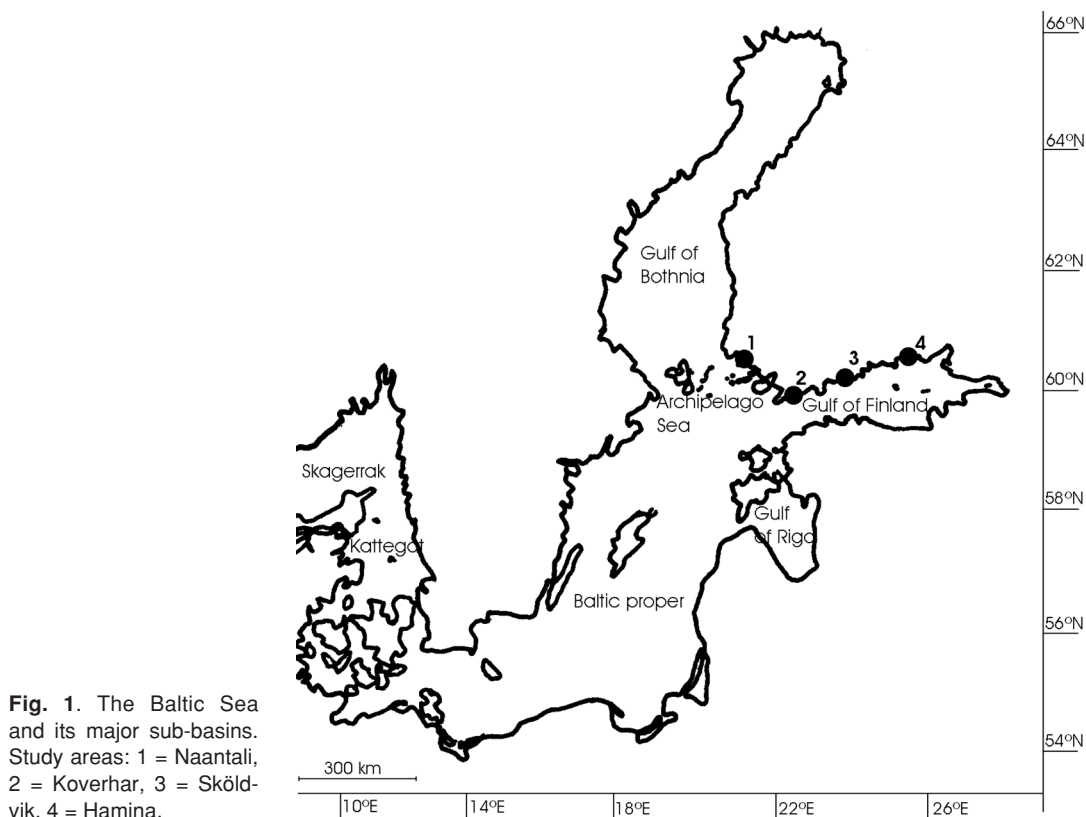 66°N
64°N
Gulf of
Bothnia
62°N
1
2
3
4
60°N
Archipelago
Sea
Gulf of Finland
Skagerrak
58°N
Gulf
of Riga
Kattegat
Baltic proper
56°N
54°N
300 km
10°E
14°E
18°E
22°E
26°E
Fig. 1. The Baltic Sea
and its major sub-basins.
Study areas: 1 = Naantali,
2 = Koverhar, 3 = Sköld-
vik, 4 = Hamina.